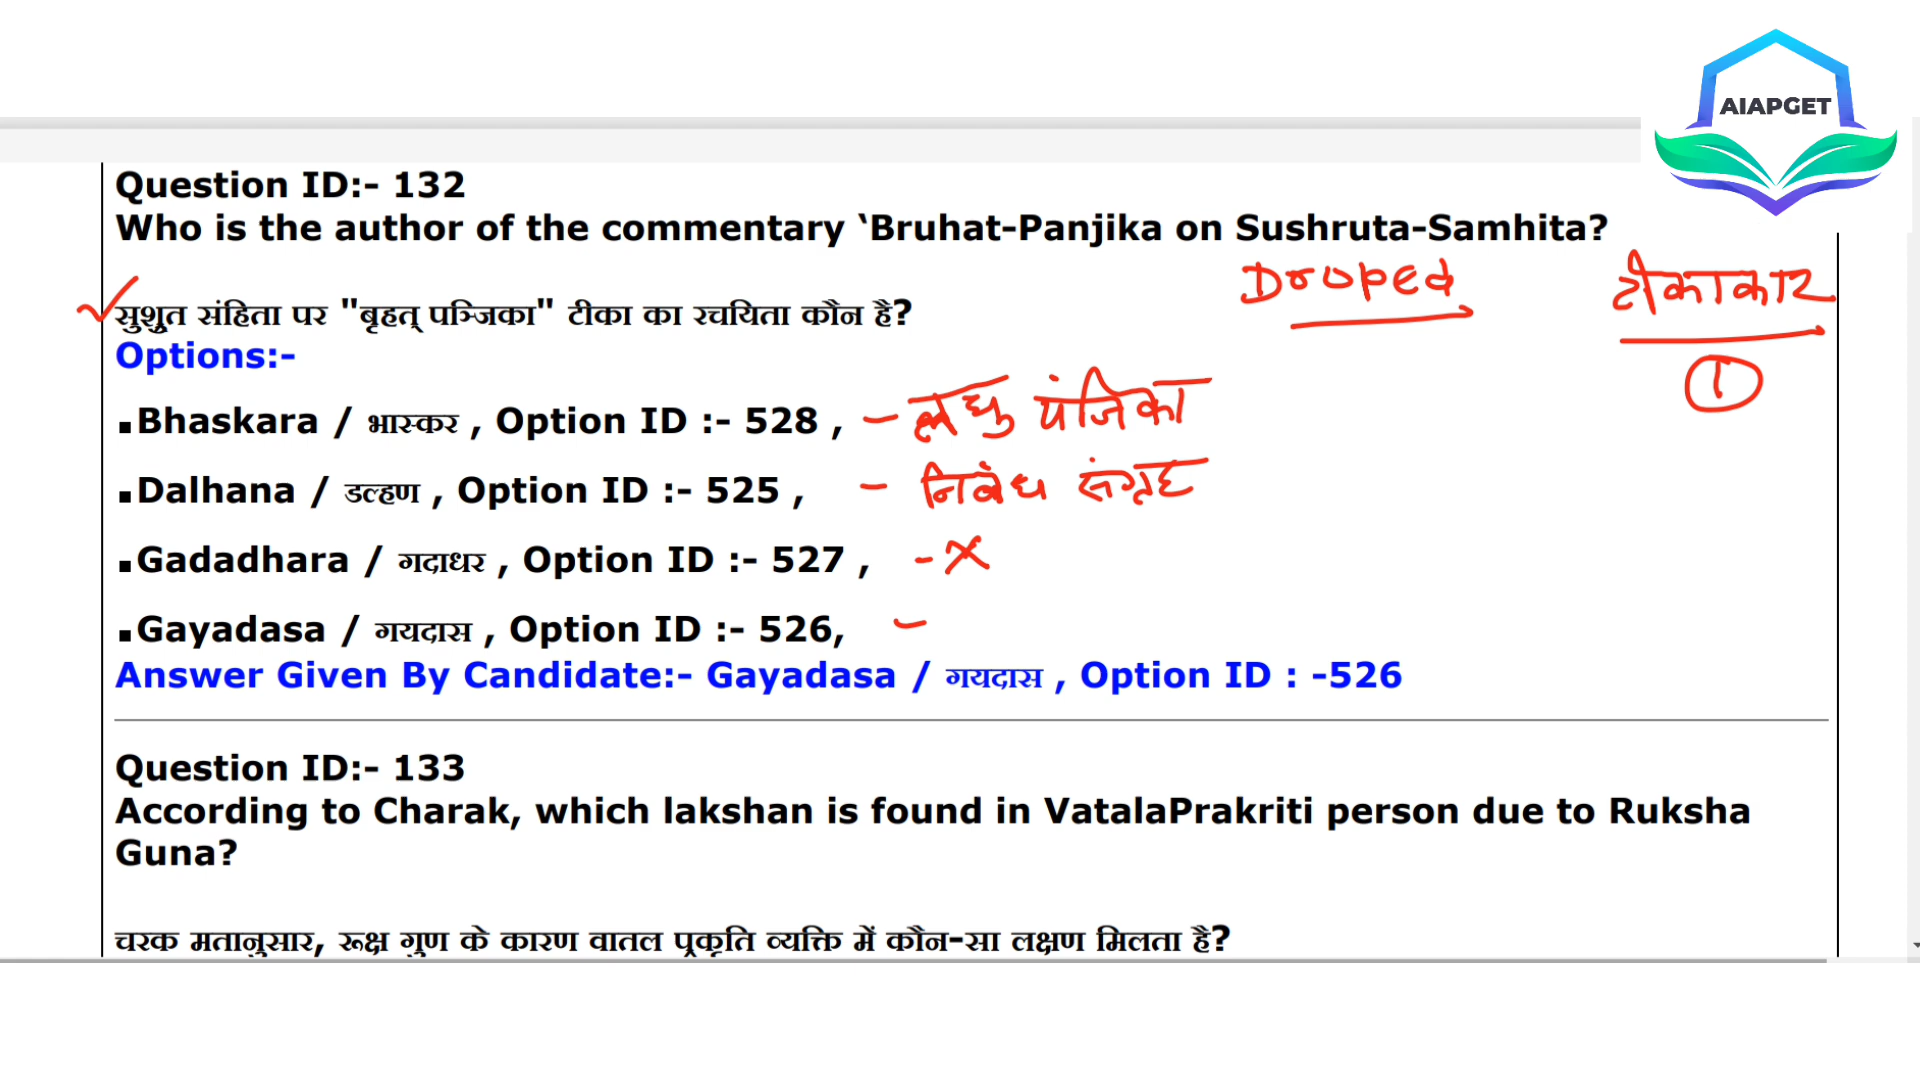 AIAPGET
Question ID:- 132
Who is the author of the commentary ‘Bruhat-Panjika on Sushruta-Samhita?
Droped
टीकाकार
सुश्रुत संहिता पर "बृहत् पञ्जिका" टीका का रचयिता कौन है?
Options:-
1
▪Bhaskara / भास्कर , Option ID :- 528 , - लघु पंजिका
▪Dalhana / डल्हण , Option ID :- 525 , - निबंध संग्रह
▪Gadadhara / गदाधर , Option ID :- 527 , - x
▪Gayadasa / गयदास , Option ID :- 526, -
Answer Given By Candidate:- Gayadasa / गयदास , Option ID : -526
Question ID:- 133
According to Charak, which lakshan is found in VatalaPrakriti person due to Ruksha
Guna?
चरक मतानुसार, रूक्ष गुण के कारण वातल प्रकृति व्यक्ति में कौन-सा लक्षण मिलता है?